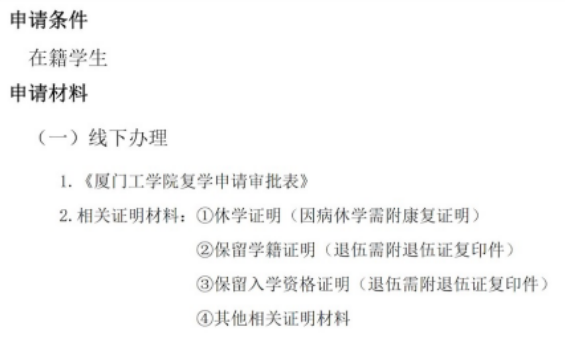 申请条件
在籍学生
申请材料
（一）线下办理
1.《厦门工学院复学申请审批表》
2.相关证明材料：①休学证明（因病休学需附康复证明）
②保留学籍证明（退伍需附退伍证复印件）
③保留入学资格证明（退伍需附退伍证复印件）
④其他相关证明材料